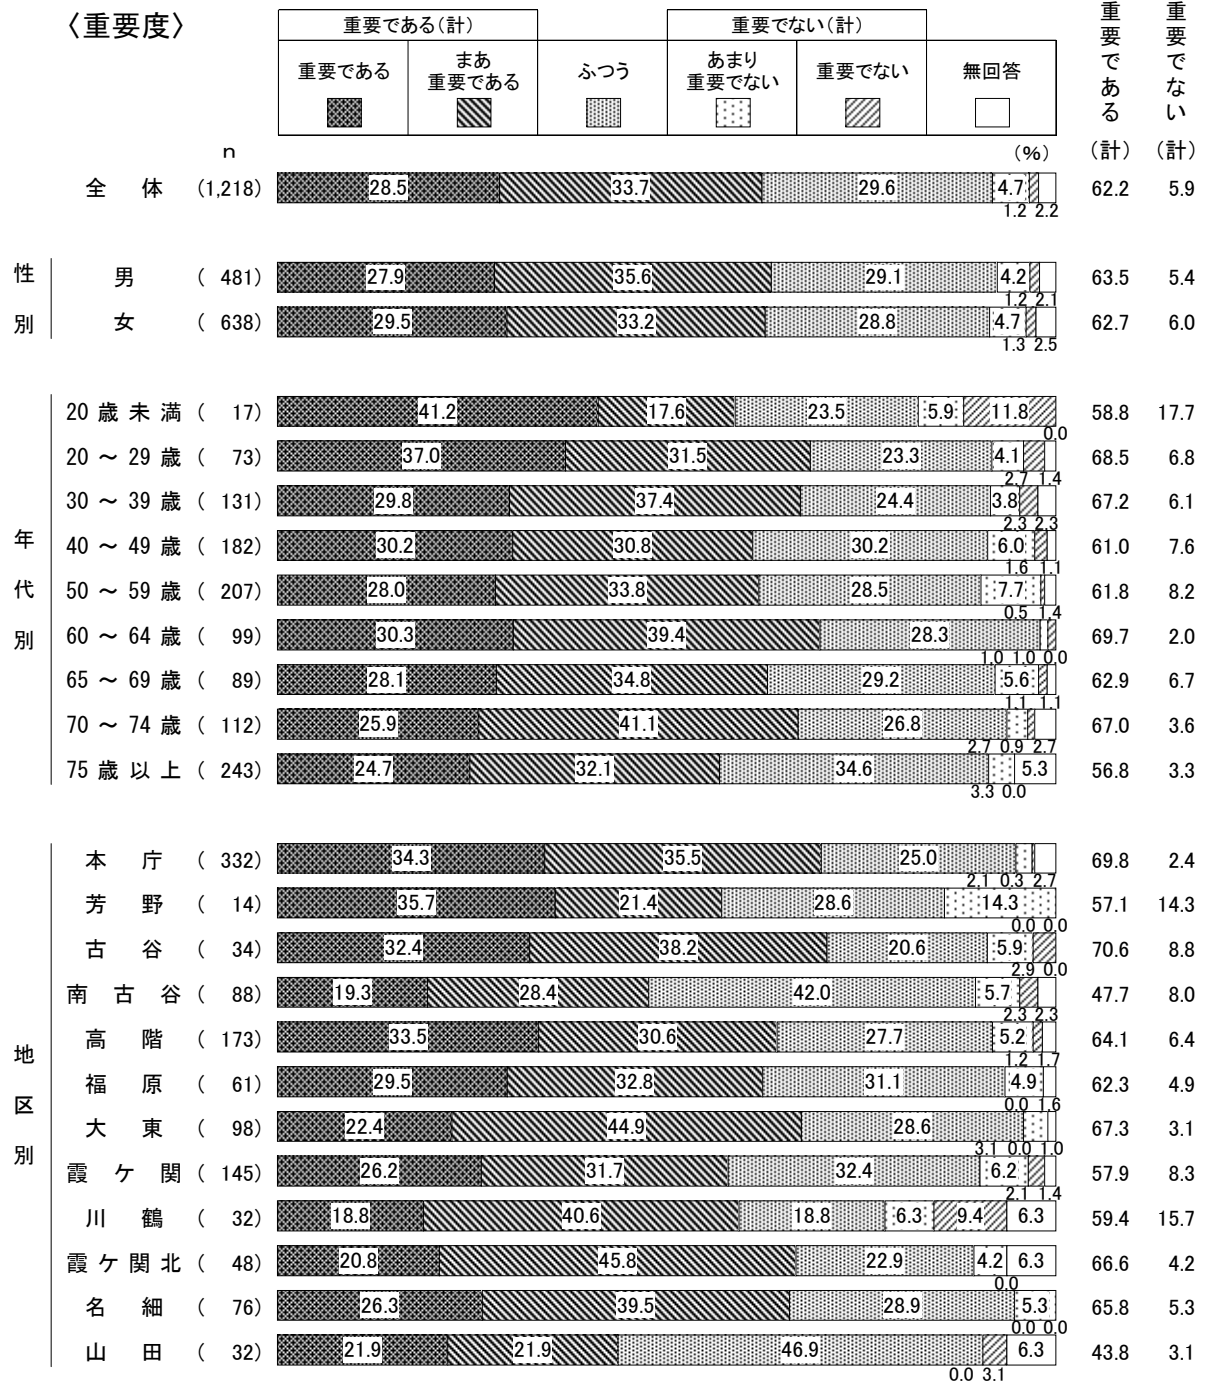 〈重要度〉
重要である(計) 重要でない(計) 重要である(計) 重要でない(計)
重要である まあ重要である ふつう あまり重要でない 重要でない 無回答
n (%)
全体 (1,218) 28.5 33.7 29.6 4.7 1.2 2.2 62.2 5.9
性別
男 (481) 27.9 35.6 29.1 4.2 1.2 2.1 63.5 5.4
女 (638) 29.5 33.2 28.8 4.7 1.3 2.5 62.7 6.0
年代別
20歳未満 (17) 41.2 17.6 23.5 5.9 11.8 0.0 58.8 17.7
20～29歳 (73) 37.0 31.5 23.3 4.1 2.7 1.4 68.5 6.8
30～39歳 (131) 29.8 37.4 24.4 3.8 2.3 2.3 67.2 6.1
40～49歳 (182) 30.2 30.8 30.2 6.0 1.6 1.1 61.0 7.6
50～59歳 (207) 28.0 33.8 28.5 7.7 0.5 1.4 61.8 8.2
60～64歳 (99) 30.3 39.4 28.3 1.0 1.0 0.0 69.7 2.0
65～69歳 (89) 28.1 34.8 29.2 5.6 1.1 1.1 62.9 6.7
70～74歳 (112) 25.9 41.1 26.8 2.7 0.9 2.7 67.0 3.6
75歳以上 (243) 24.7 32.1 34.6 3.3 0.0 5.3 56.8 3.3
地区別
本庁 (332) 34.3 35.5 25.0 2.1 0.3 2.7 69.8 2.4
芳野 (14) 35.7 21.4 28.6 14.3 0.0 0.0 57.1 14.3
古谷 (34) 32.4 38.2 20.6 5.9 2.9 0.0 70.6 8.8
南古谷 (88) 19.3 28.4 42.0 5.7 2.3 2.3 47.7 8.0
高階 (173) 33.5 30.6 27.7 5.2 1.2 1.7 64.1 6.4
福原 (61) 29.5 32.8 31.1 4.9 0.0 1.6 62.3 4.9
大東 (98) 22.4 44.9 28.6 3.1 0.0 1.0 67.3 3.1
霞ケ関 (145) 26.2 31.7 32.4 6.2 2.1 1.4 57.9 8.3
川鶴 (32) 18.8 40.6 18.8 6.3 9.4 6.3 59.4 15.7
霞ケ関北 (48) 20.8 45.8 22.9 4.2 0.0 6.3 66.6 4.2
名細 (76) 26.3 39.5 28.9 5.3 0.0 0.0 65.8 5.3
山田 (32) 21.9 21.9 46.9 0.0 3.1 6.3 43.8 3.1